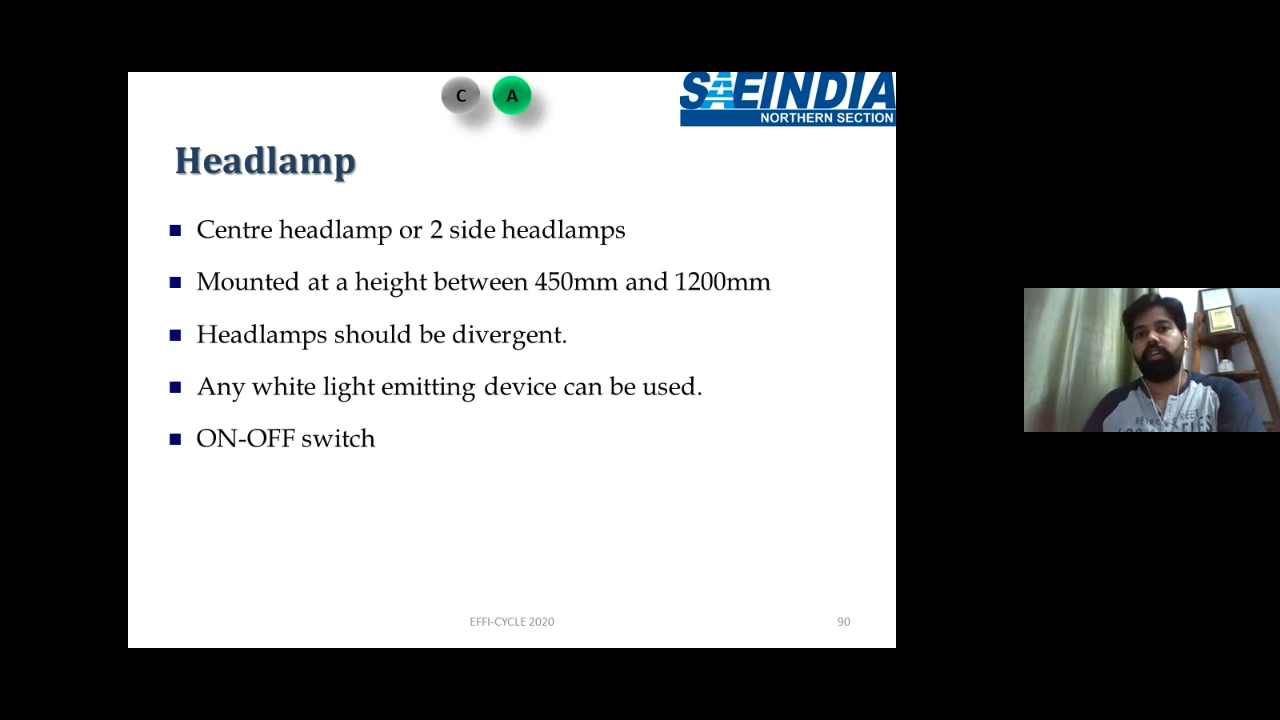 C A
SAEINDIA
NORTHERN SECTION
Headlamp
Centre headlamp or 2 side headlamps
Mounted at a height between 450mm and 1200mm
Headlamps should be divergent.
Any white light emitting device can be used.
ON-OFF switch
EFFI-CYCLE 2020
90